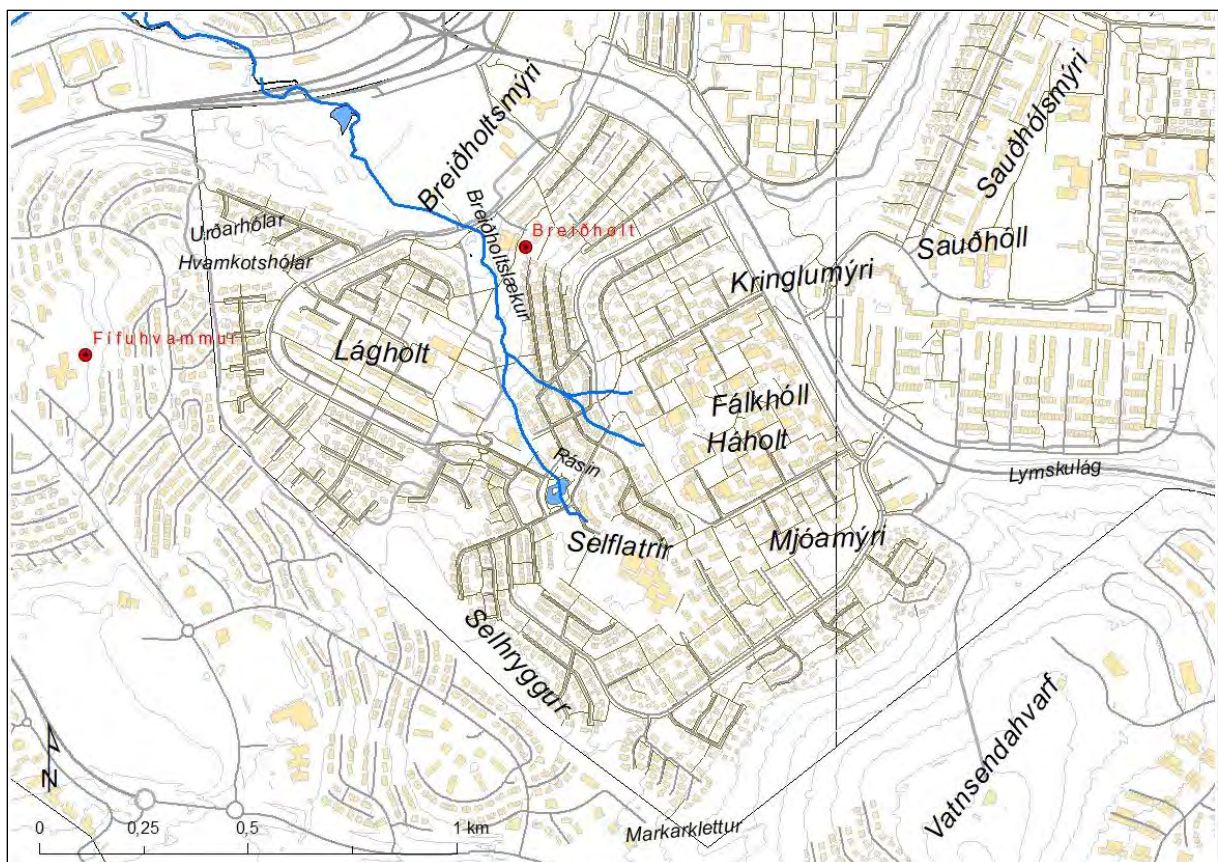 Breiðholtsmýri
Sauðhólsmýri
Urðarhólar
Breiðholtslækur
Breiðholt
Sauðhóll
Hvamkotshólar
Kringlumýri
Fífuhvammur
Lágholt
Fálkhóll
Háholt
Rásin
Lymskulág
Selflatrir
Mjóamýri
Selhryggur
Vatnsendahvarf
N
0 0,25 0,5 1 km
Markarklettur